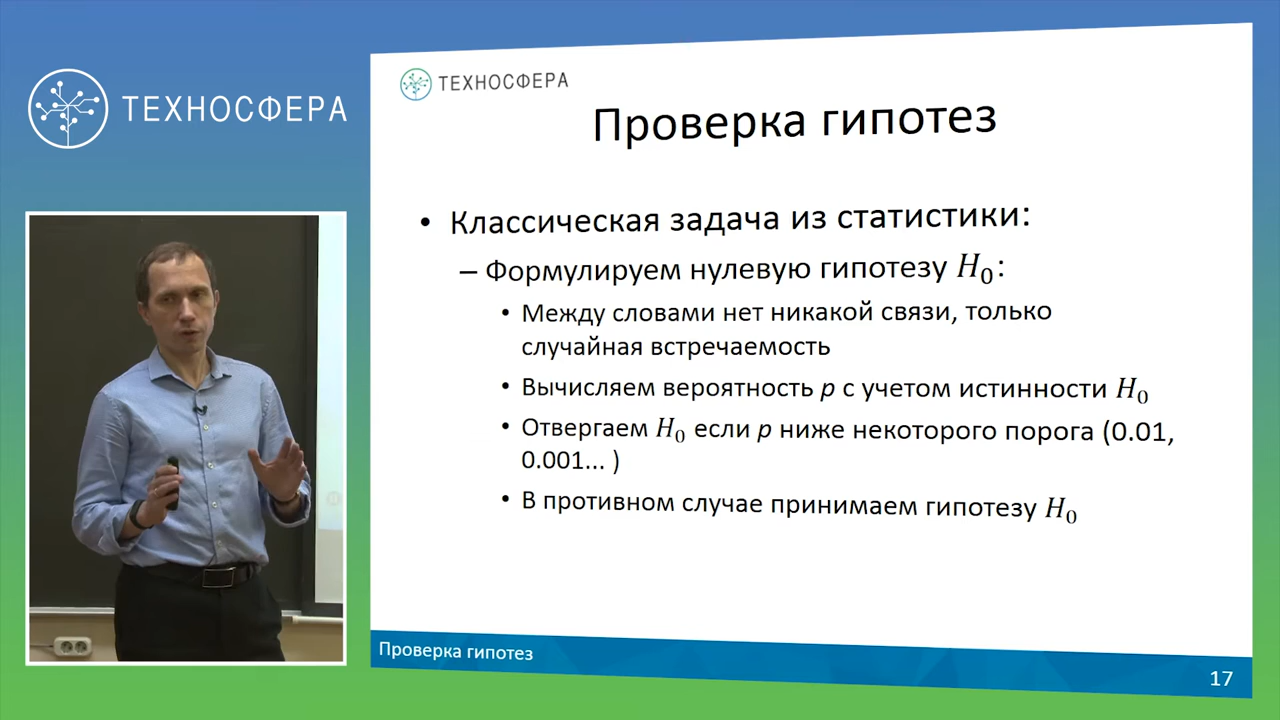 ТЕХНОСФЕРА
ТЕХНОСФЕРА
Проверка гипотез
• Классическая задача из статистики:
– Формулируем нулевую гипотезу H₀:
• Между словами нет никакой связи, только
случайная встречаемость
• Вычисляем вероятность p с учетом истинности H₀
• Отвергаем H₀ если p ниже некоторого порога (0.01,
0.001... )
• В противном случае принимаем гипотезу H₀
Проверка гипотез
17